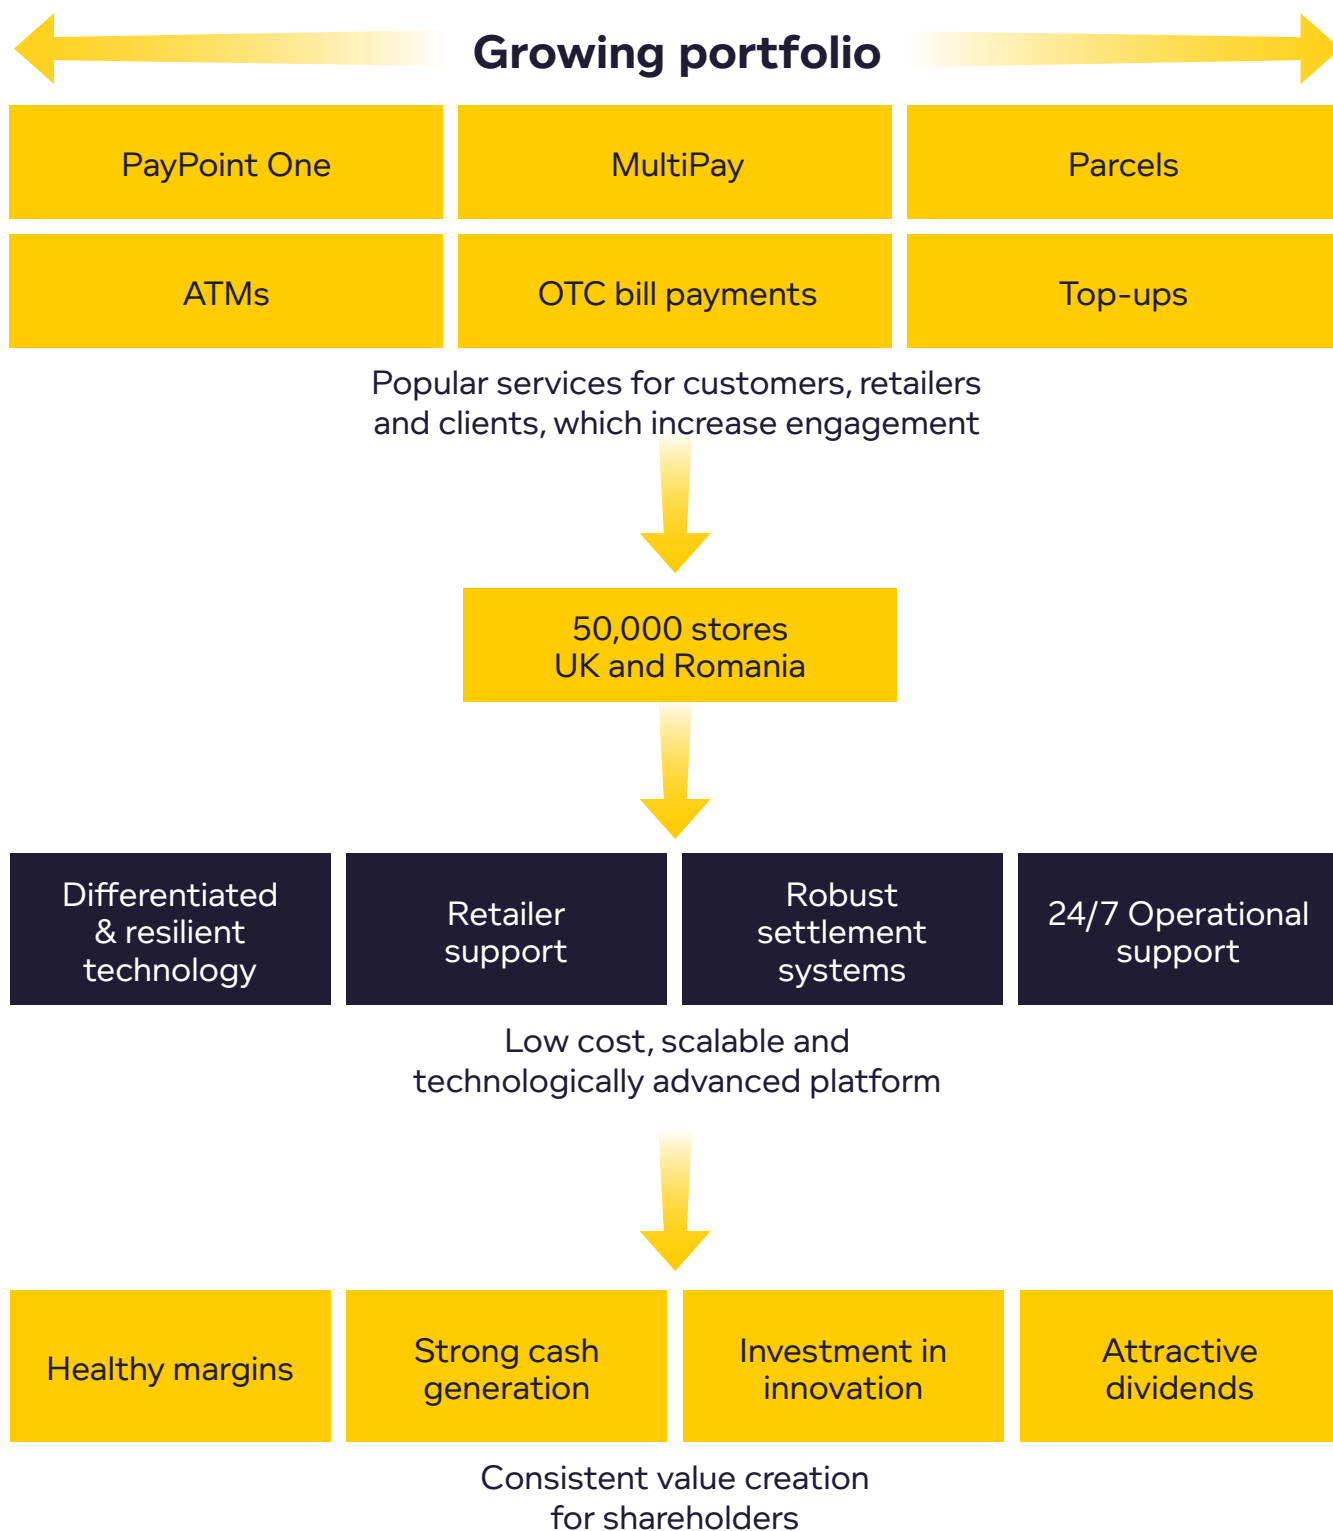 Growing portfolio
PayPoint One
MultiPay
Parcels
ATMs
OTC bill payments
Top-ups
Popular services for customers, retailers
and clients, which increase engagement
50,000 stores
UK and Romania
Differentiated
& resilient
technology
Retailer
support
Robust
settlement
systems
24/7 Operational
support
Low cost, scalable and
technologically advanced platform
Healthy margins
Strong cash
generation
Investment in
innovation
Attractive
dividends
Consistent value creation
for shareholders